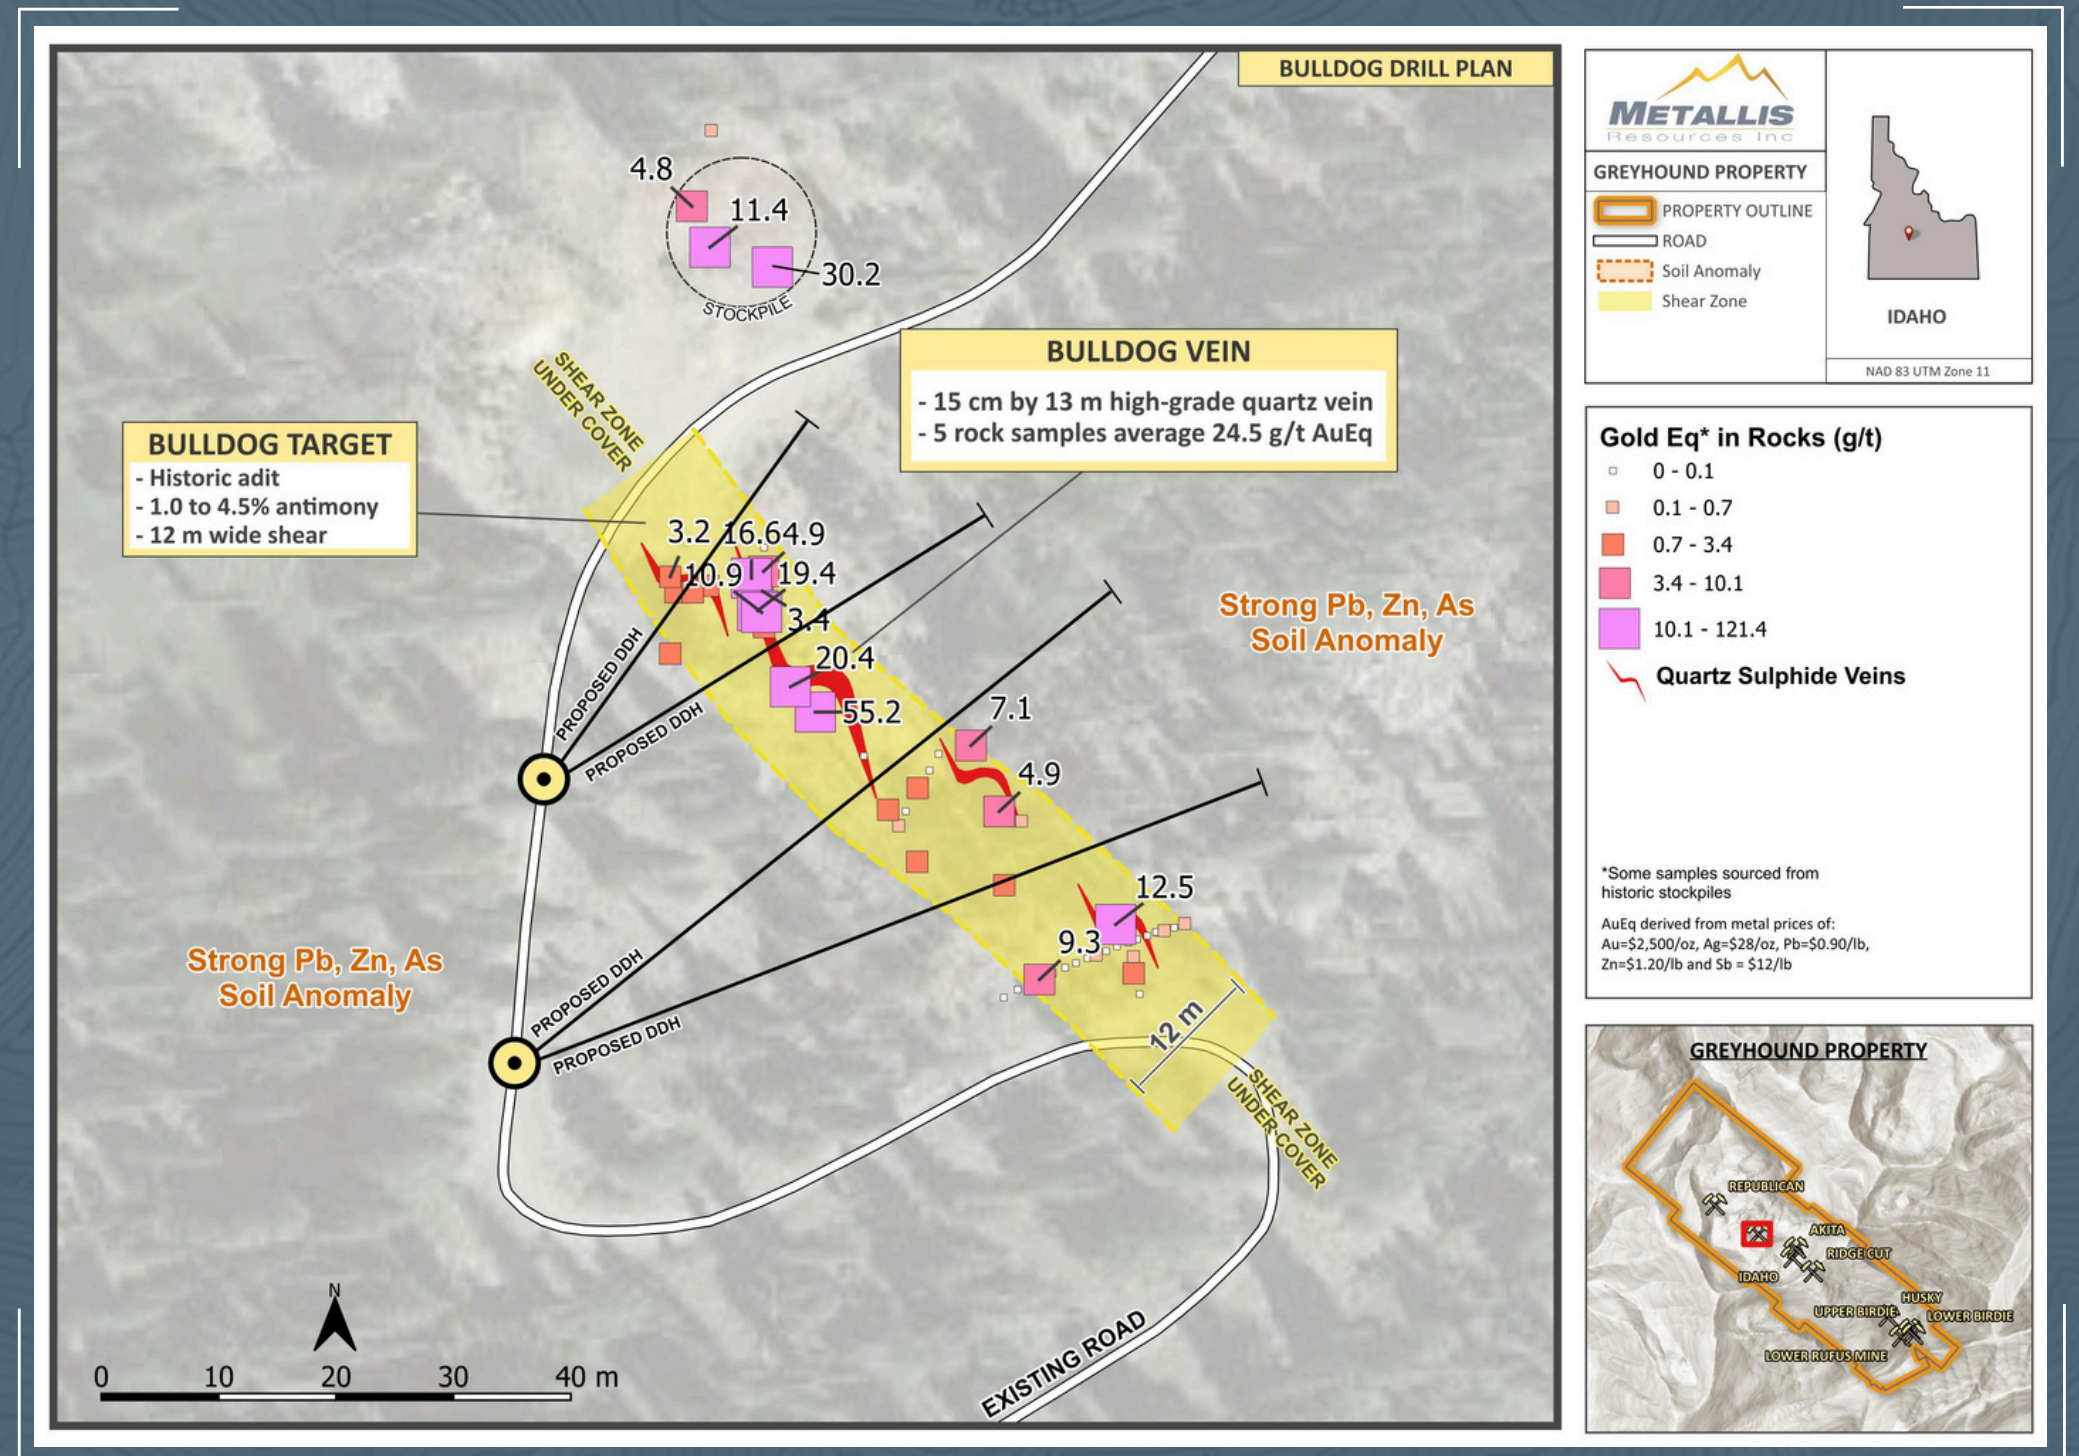 BULLDOG DRILL PLAN
4.8
11.4
30.2
STOCKPILE
SHEAR ZONE
UNDER COVER
BULLDOG TARGET
- Historic adit
- 1.0 to 4.5% antimony
- 12 m wide shear
BULLDOG VEIN
- 15 cm by 13 m high-grade quartz vein
- 5 rock samples average 24.5 g/t AuEq
3.2
16.6
4.9
10.9
19.4
3.4
20.4
55.2
7.1
4.9
12.5
9.3
Strong Pb, Zn, As
Soil Anomaly
PROPOSED DDH
PROPOSED DDH
Strong Pb, Zn, As
Soil Anomaly
PROPOSED DDH
PROPOSED DDH
12 m
SHEAR ZONE
UNDER COVER
EXISTING ROAD
N
0 10 20 30 40 m
METALLIS
Resources Inc
GREYHOUND PROPERTY
PROPERTY OUTLINE
ROAD
Soil Anomaly
Shear Zone
IDAHO
NAD 83 UTM Zone 11
Gold Eq* in Rocks (g/t)
0 - 0.1
0.1 - 0.7
0.7 - 3.4
3.4 - 10.1
10.1 - 121.4
Quartz Sulphide Veins
*Some samples sourced from
historic stockpiles
AuEq derived from metal prices of:
Au=$2,500/oz, Ag=$28/oz, Pb=$0.90/lb,
Zn=$1.20/lb and Sb = $12/lb
GREYHOUND PROPERTY
REPUBLICAN
AKITA
RIDGE CUT
IDAHO
HUSKY
UPPER BIRDIE
LOWER BIRDIE
LOWER RUFUS MINE